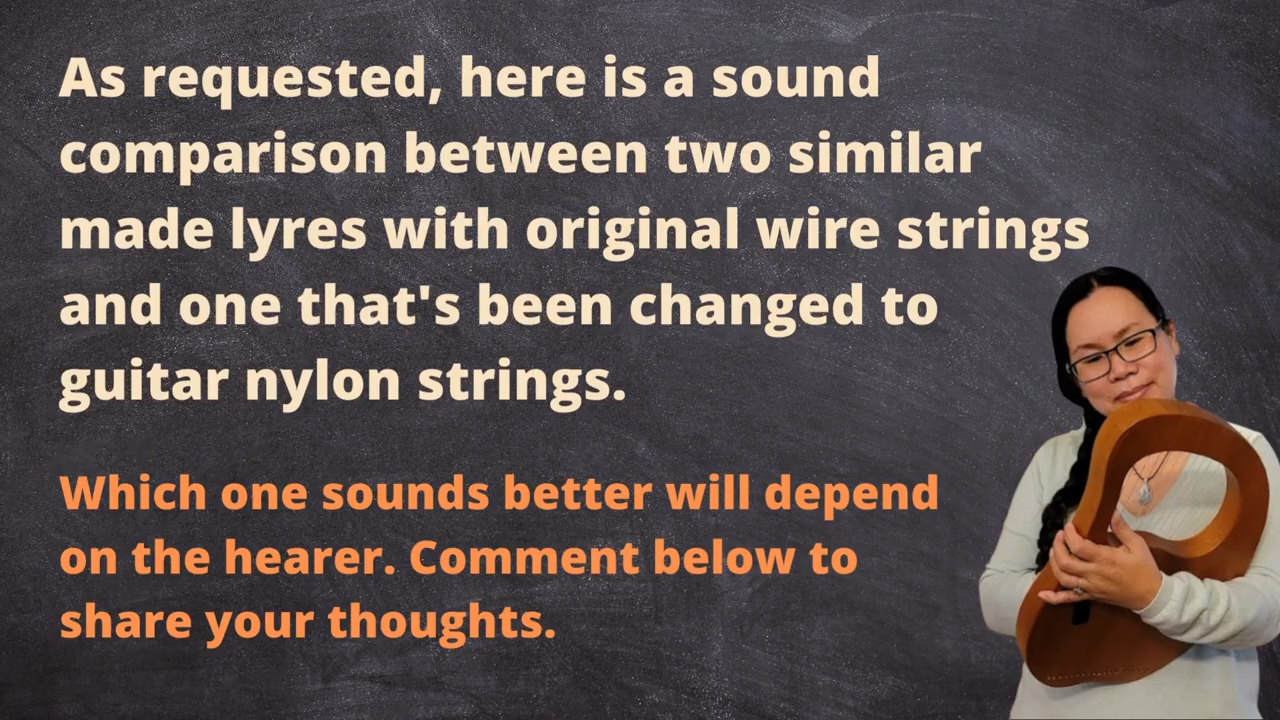 As requested, here is a sound
comparison between two similar
made lyres with original wire strings
and one that's been changed to
guitar nylon strings.
Which one sounds better will depend
on the hearer. Comment below to
share your thoughts.